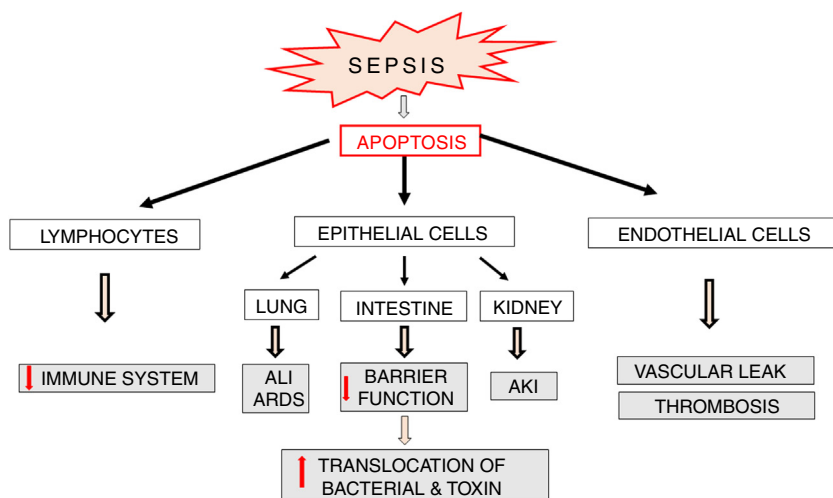 SEPSIS
APOPTOSIS
LYMPHOCYTES
EPITHELIAL CELLS
ENDOTHELIAL CELLS
LUNG
INTESTINE
KIDNEY
IMMUNE SYSTEM
ALI
ARDS
BARRIER
FUNCTION
AKI
VASCULAR LEAK
THROMBOSIS
TRANSLOCATION OF
BACTERIAL & TOXIN